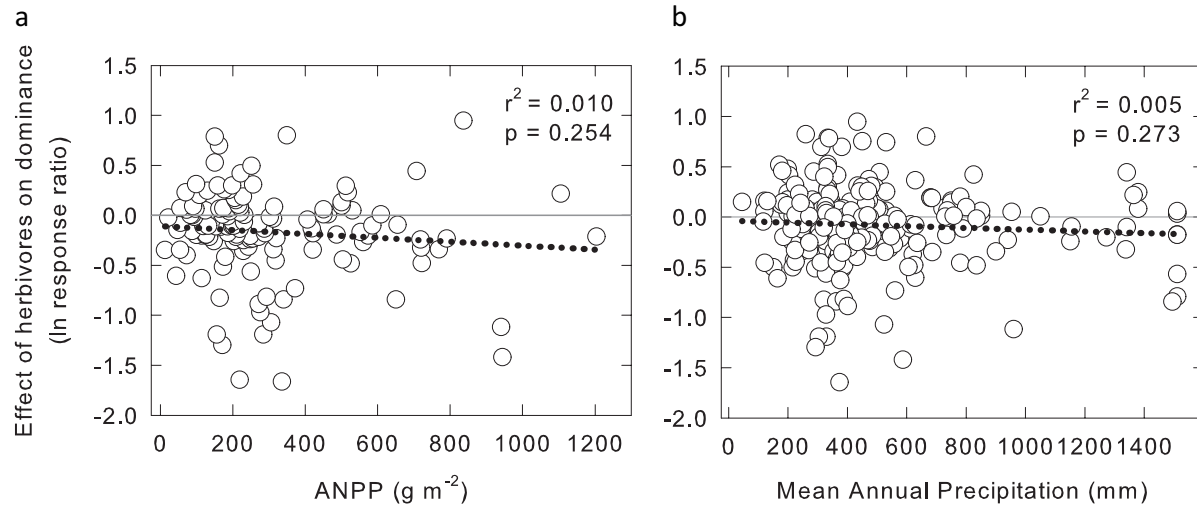 a
b
Effect of herbivores on dominance
(ln response ratio)
1.5
1.0
0.5
0.0
-0.5
-1.0
-1.5
-2.0
r² = 0.010
p = 0.254
0 200 400 600 800 1000 1200
ANPP (g m⁻²)
1.5
1.0
0.5
0.0
-0.5
-1.0
-1.5
-2.0
r² = 0.005
p = 0.273
0 200 400 600 800 1000 1200 1400
Mean Annual Precipitation (mm)